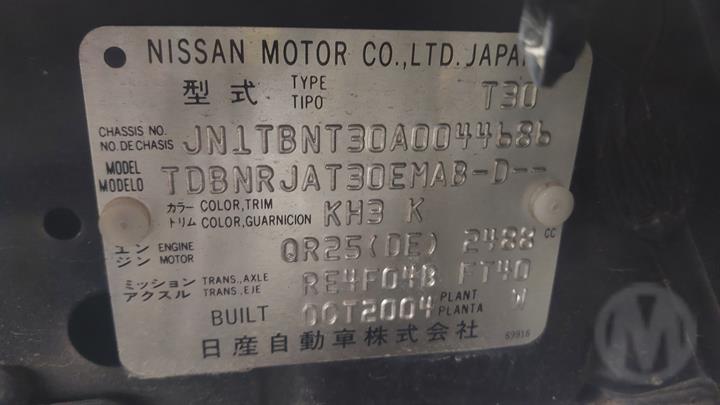 NISSAN MOTOR CO.,LTD. JAPAN
型式 TYPE TIPO T30
CHASSIS NO. NO. DE CHASIS JN1TBNT30A0044686
MODEL MODELO TDBNRJAT30EMAB-D--
カラー COLOR,TRIM トリム COLOR,GUARNICION KH3 K
エンジン ENGINE MOTOR QR25(DE) 2488 CC
ミッション TRANS.,AXLE アクスル TRANS.,EJE RE4F04B FT40
BUILT OCT2004 PLANT PLANTA W
日産自動車株式会社 69916
M